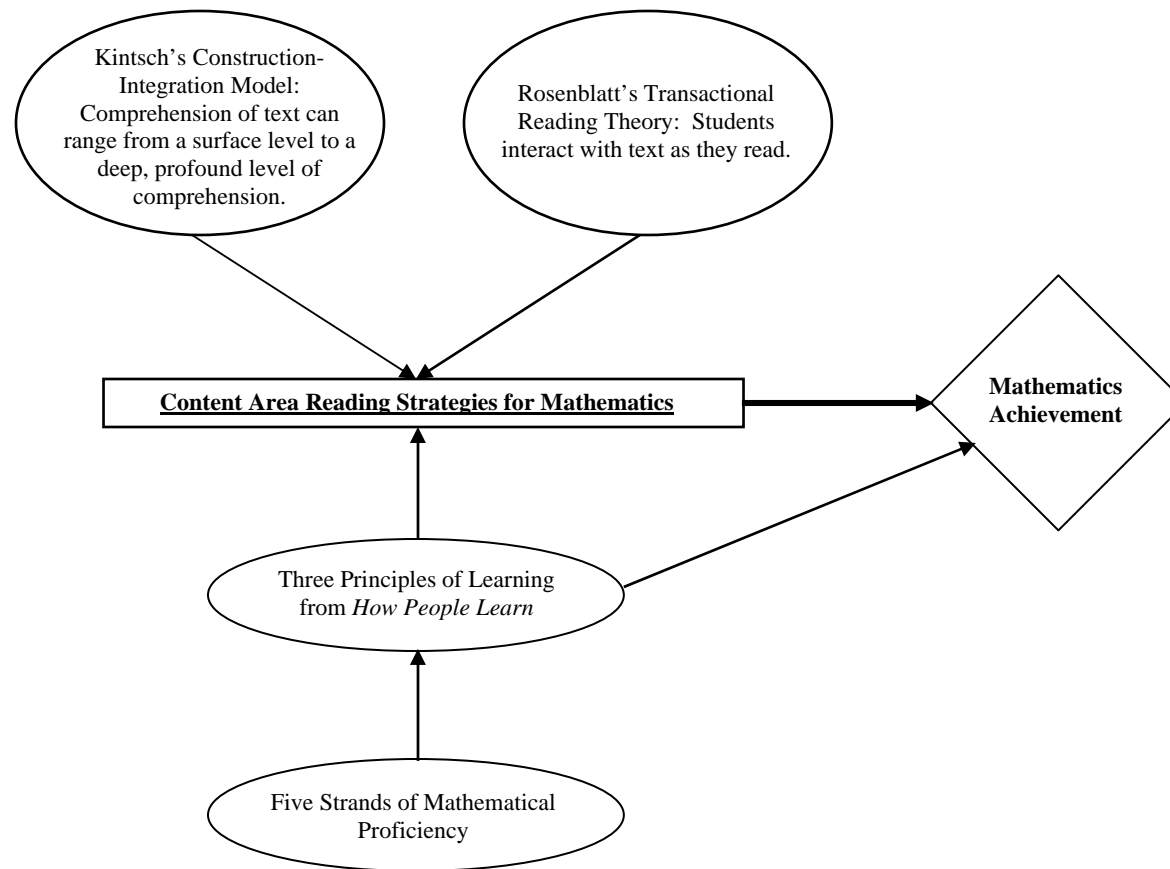 Kintsch’s Construction-
Integration Model:
Comprehension of text can
range from a surface level to a
deep, profound level of
comprehension.
Rosenblatt’s Transactional
Reading Theory:  Students
interact with text as they read.
Content Area Reading Strategies for Mathematics
Mathematics
Achievement
Three Principles of Learning
from How People Learn
Five Strands of Mathematical
Proficiency